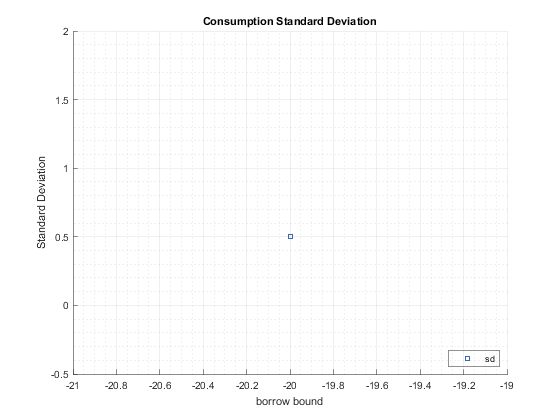 Consumption Standard Deviation
2
1.5
1
0.5
0
-0.5
Standard Deviation
-21 -20.8 -20.6 -20.4 -20.2 -20 -19.8 -19.6 -19.4 -19.2 -19
borrow bound
sd